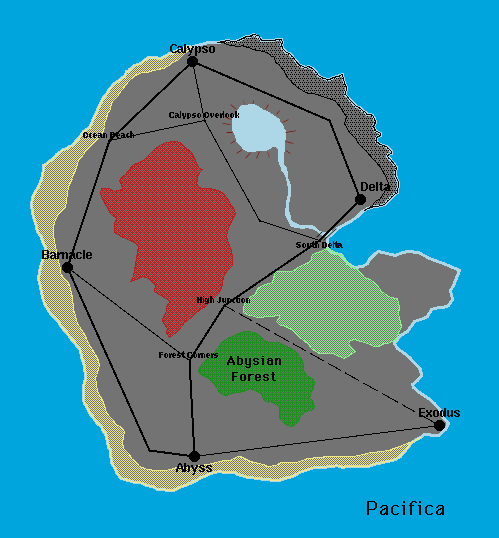 Calypso
Calypso Overlook
Ocean Beach
Delta
South Delta
Barnacle
High Junction
Forest Corners
Abysian
Forest
Exodus
Abyss
Pacifica